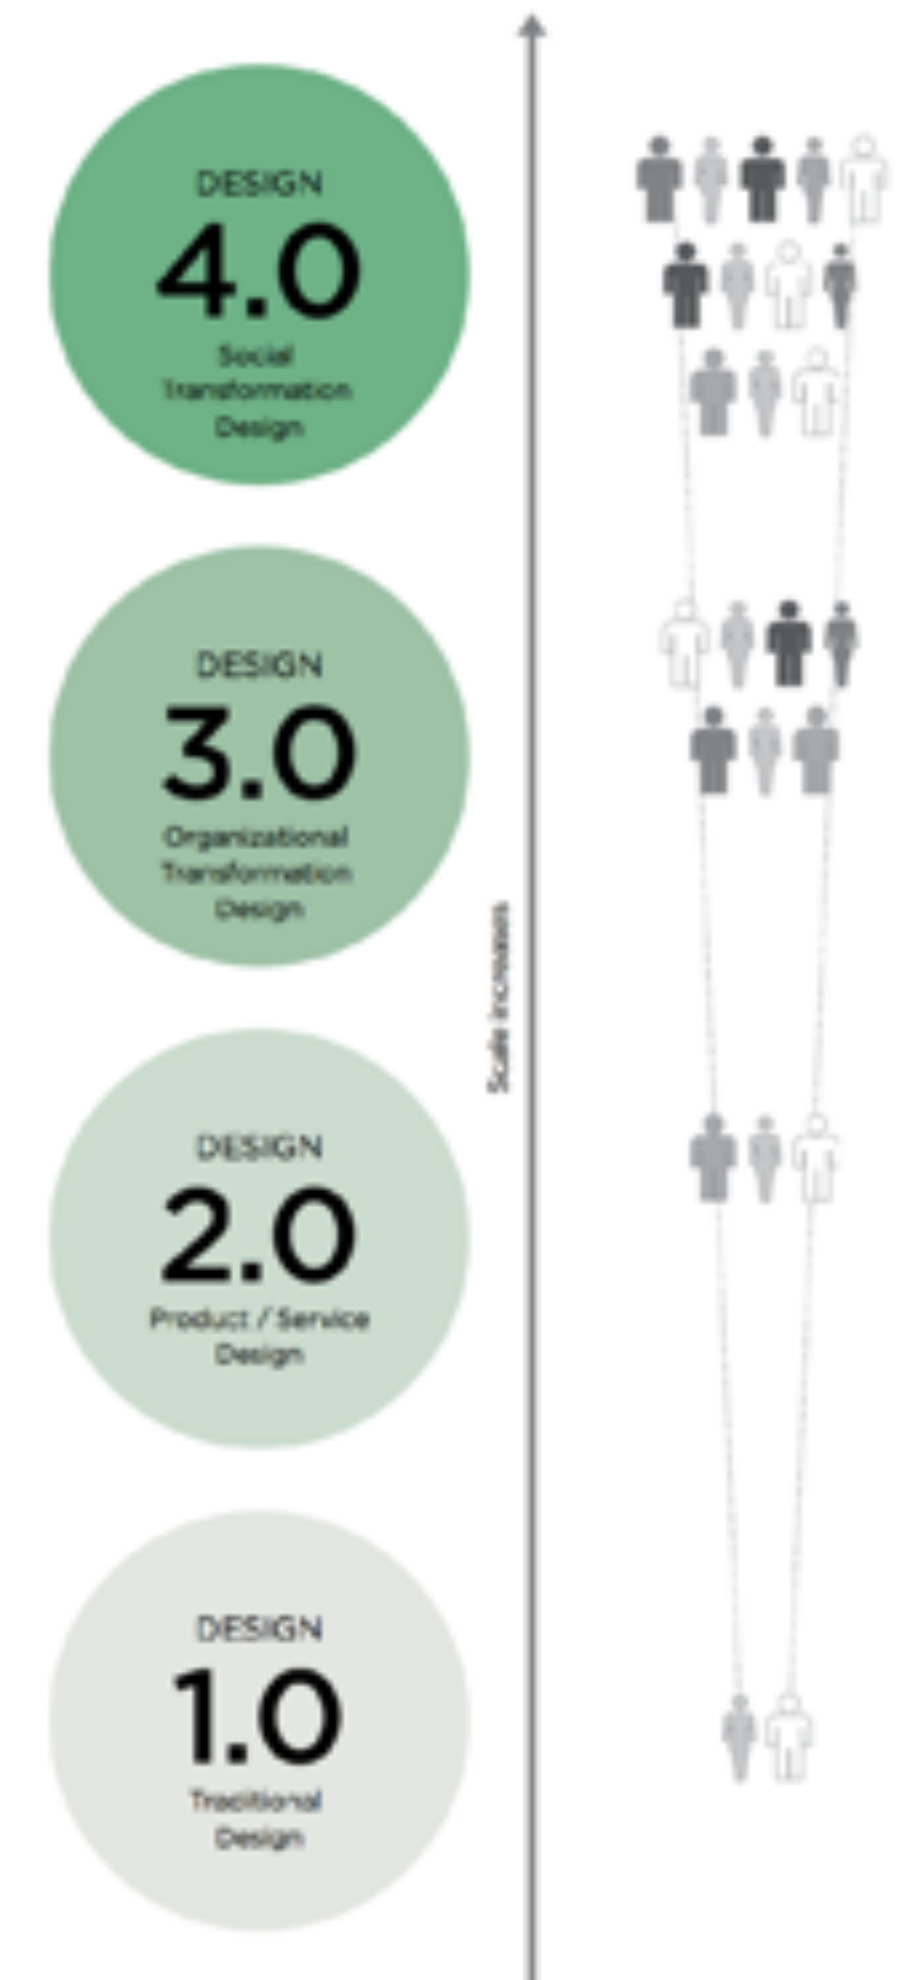 DESIGN
4.0
Social
Transformation
Design
DESIGN
3.0
Organizational
Transformation
Design
Scale increases
DESIGN
2.0
Product / Service
Design
DESIGN
1.0
Traditional
Design